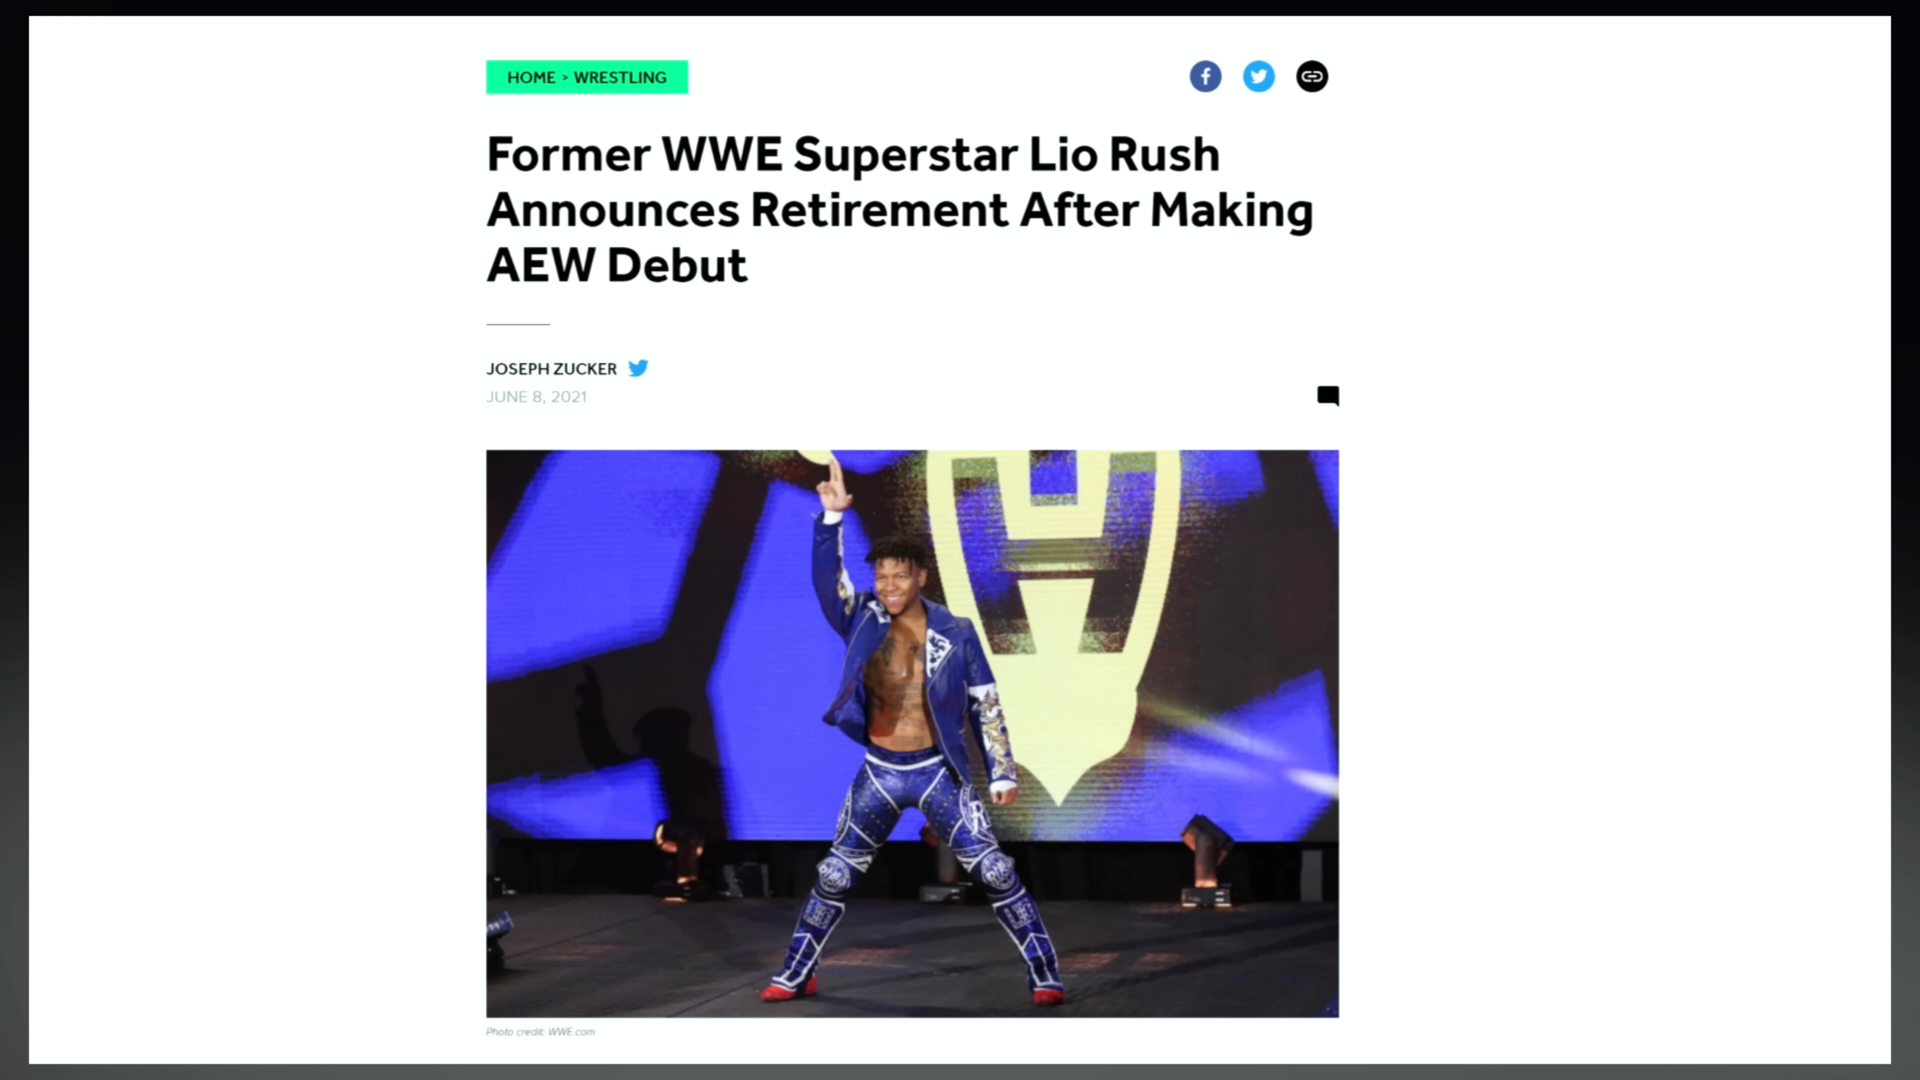 HOME > WRESTLING
Former WWE Superstar Lio Rush
Announces Retirement After Making
AEW Debut
JOSEPH ZUCKER
JUNE 8, 2021
R
Photo credit: WWE.com